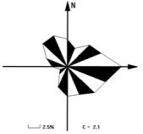 N
2.5% C = 2.1